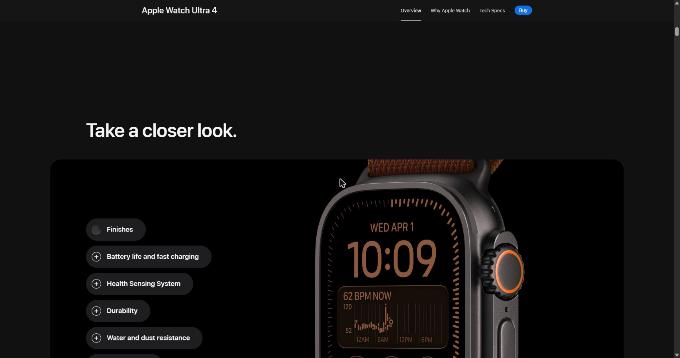 Apple Watch Ultra 4
Overview
Why Apple Watch
Tech Specs
Buy
Take a closer look.
Finishes
Battery life and fast charging
Health Sensing System
Durability
Water and dust resistance
WED APR 1
10:09
62 BPM NOW
120
52
12AM 6AM 12PM 6PM